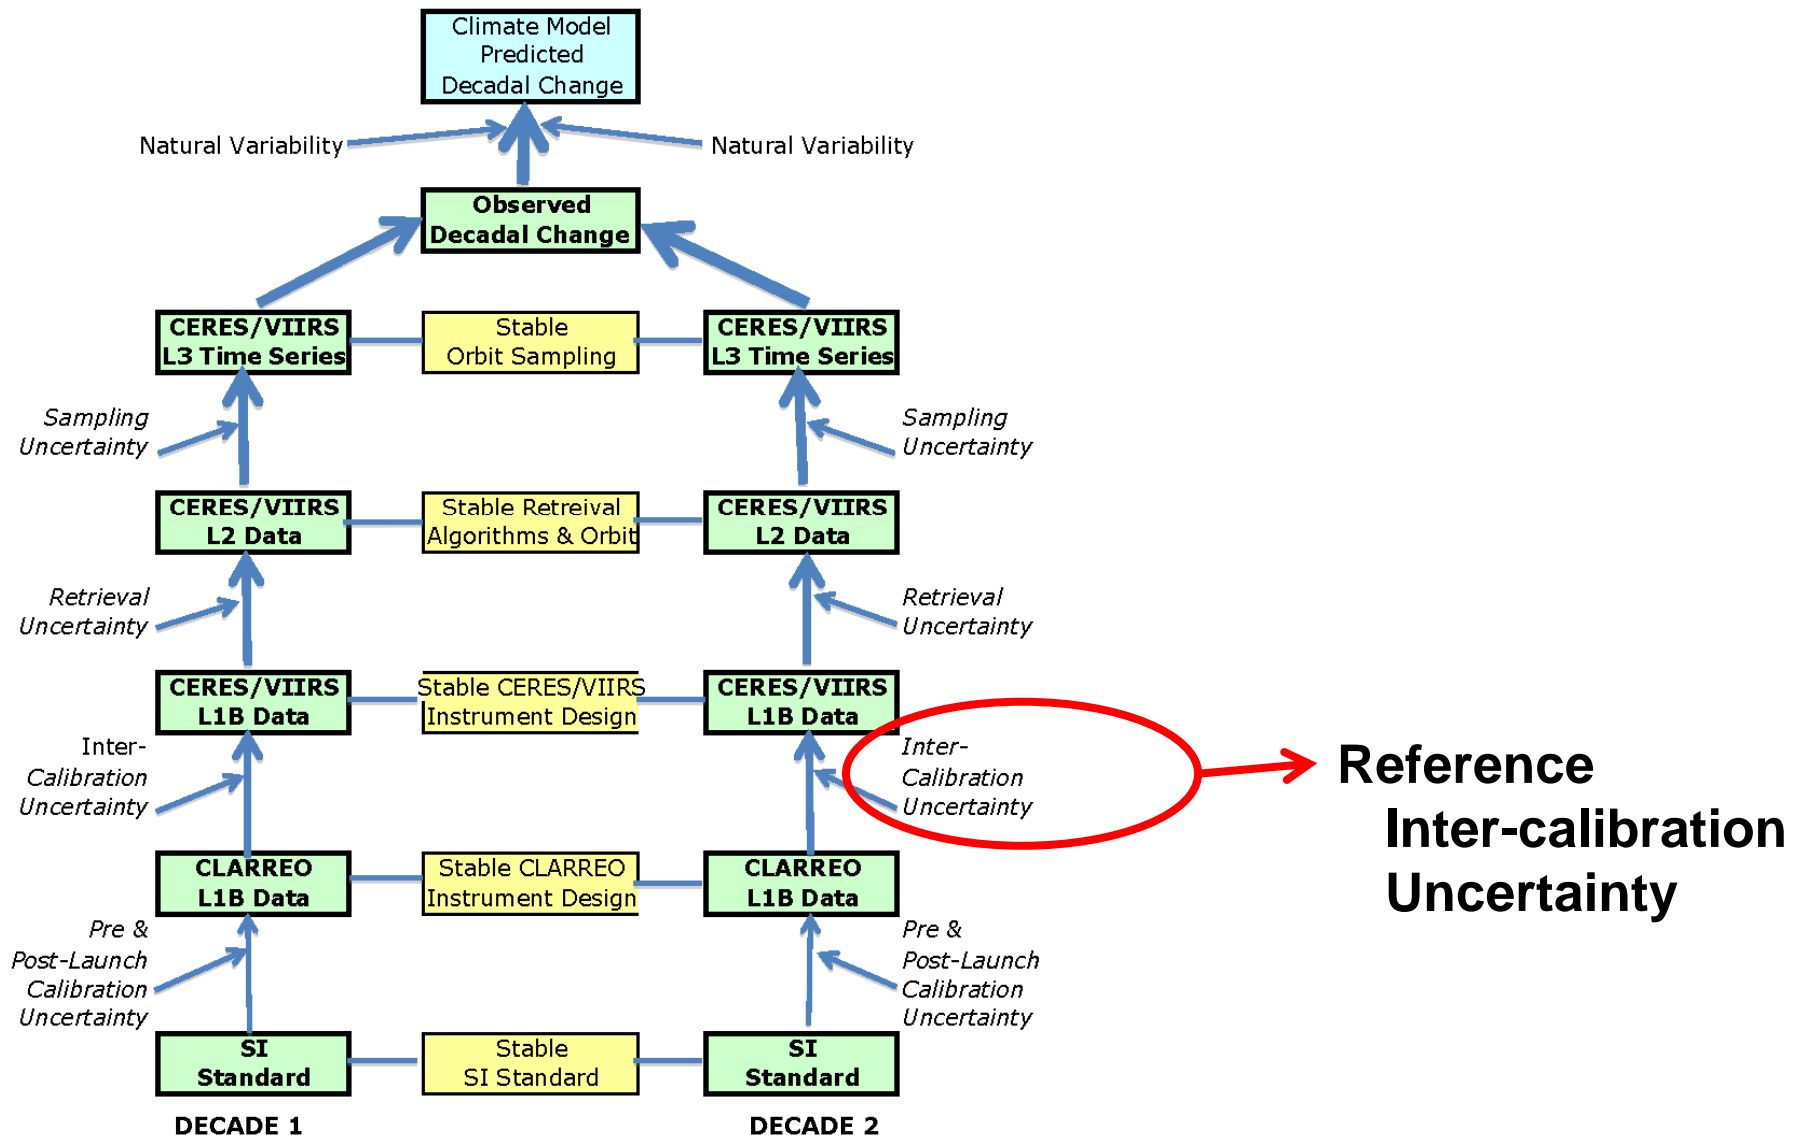 Climate Model
Predicted
Decadal Change
Natural Variability
Natural Variability
Observed
Decadal Change
CERES/VIIRS
L3 Time Series
Stable
Orbit Sampling
CERES/VIIRS
L3 Time Series
Sampling
Uncertainty
Sampling
Uncertainty
CERES/VIIRS
L2 Data
Stable Retreival
Algorithms & Orbit
CERES/VIIRS
L2 Data
Retrieval
Uncertainty
Retrieval
Uncertainty
CERES/VIIRS
L1B Data
Stable CERES/VIIRS
Instrument Design
CERES/VIIRS
L1B Data
Inter-
Calibration
Uncertainty
Inter-
Calibration
Uncertainty
Reference
Inter-calibration
Uncertainty
CLARREO
L1B Data
Stable CLARREO
Instrument Design
CLARREO
L1B Data
Pre &
Post-Launch
Calibration
Uncertainty
Pre &
Post-Launch
Calibration
Uncertainty
SI
Standard
Stable
SI Standard
SI
Standard
DECADE 1
DECADE 2